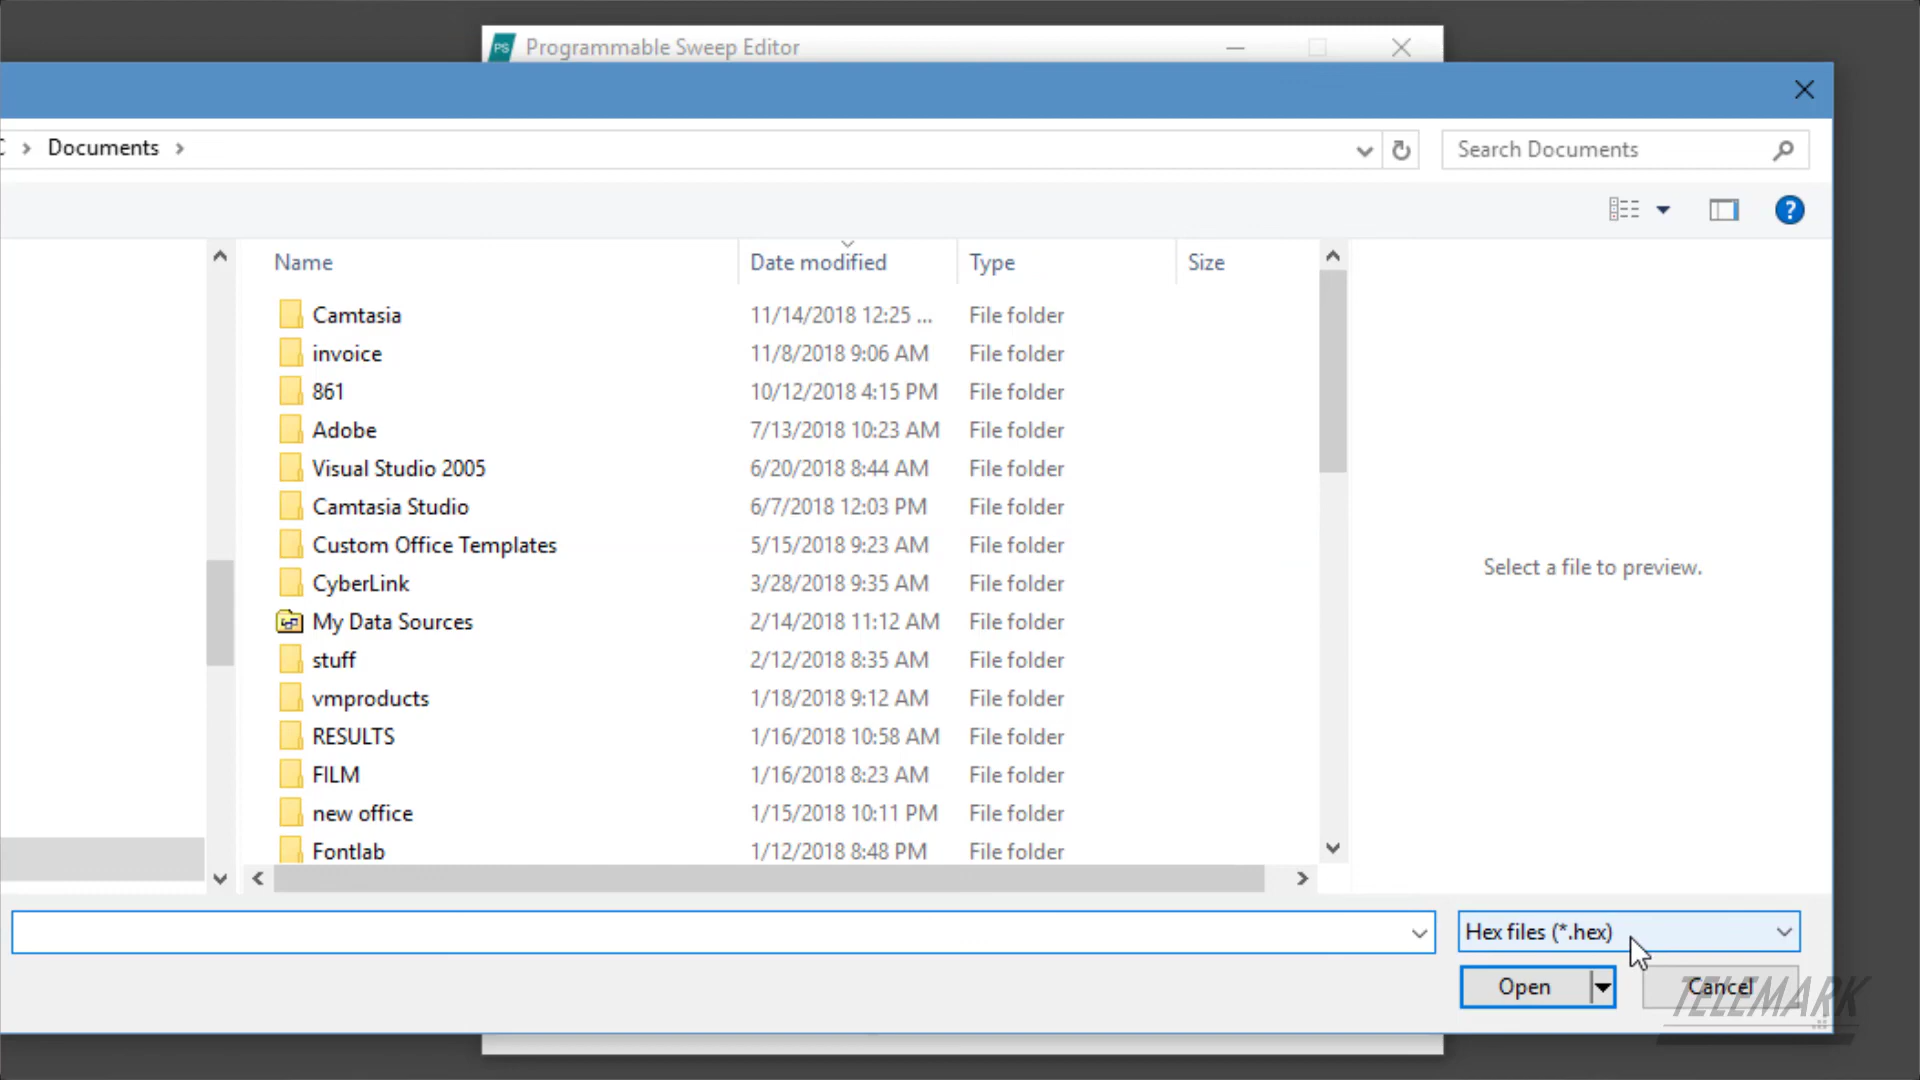 PS Programmable Sweep Editor
Documents
Search Documents
?
Name Date modified Type Size
Camtasia 11/14/2018 12:25 ... File folder
invoice 11/8/2018 9:06 AM File folder
861 10/12/2018 4:15 PM File folder
Adobe 7/13/2018 10:23 AM File folder
Visual Studio 2005 6/20/2018 8:44 AM File folder
Camtasia Studio 6/7/2018 12:03 PM File folder
Custom Office Templates 5/15/2018 9:23 AM File folder
CyberLink 3/28/2018 9:35 AM File folder
My Data Sources 2/14/2018 11:12 AM File folder
stuff 2/12/2018 8:35 AM File folder
vmproducts 1/18/2018 9:12 AM File folder
RESULTS 1/16/2018 10:58 AM File folder
FILM 1/16/2018 8:23 AM File folder
new office 1/15/2018 10:11 PM File folder
Fontlab 1/12/2018 8:48 PM File folder
Select a file to preview.
Hex files (*.hex)
Open Cancel
TELEMARK